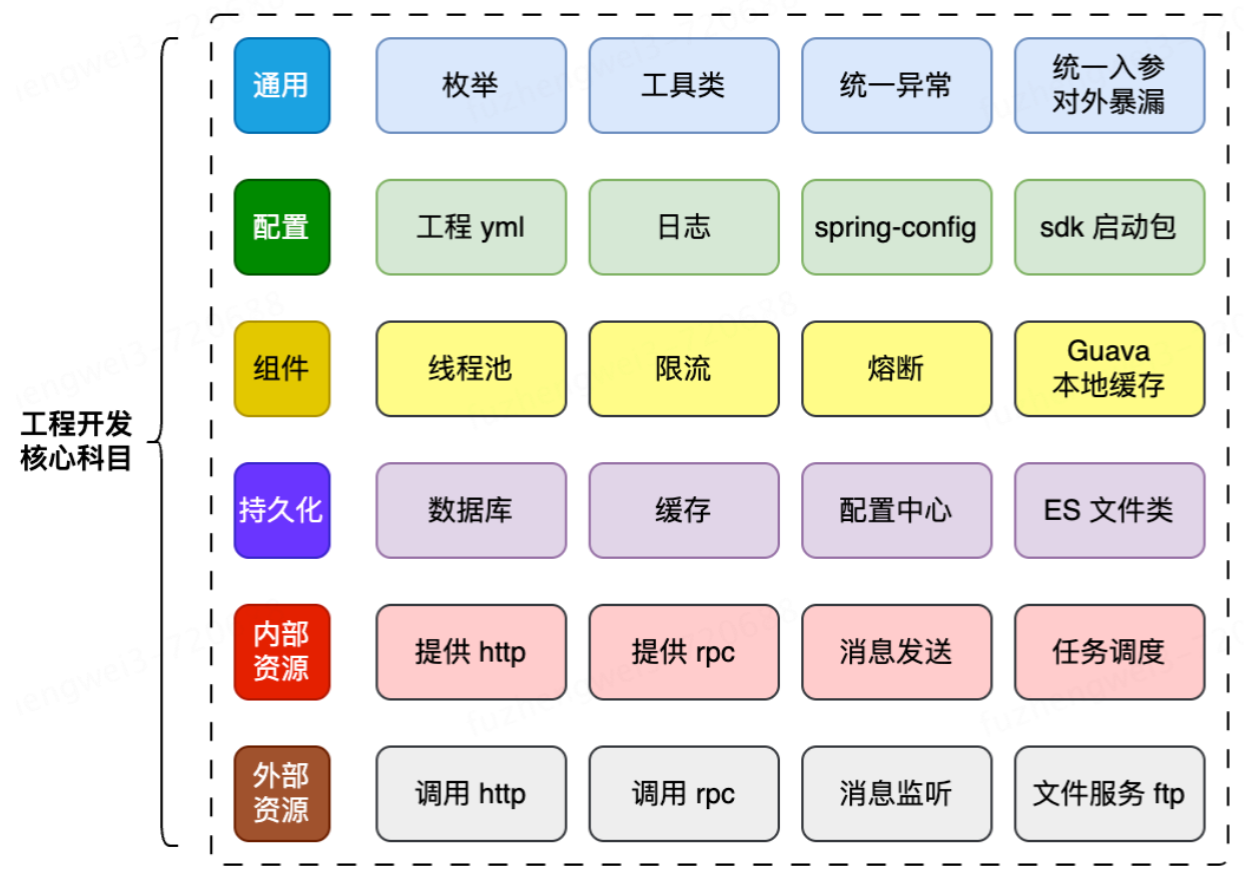 工程开发
核心科目
通用
枚举
工具类
统一异常
统一入参
对外暴漏
配置
工程 yml
日志
spring-config
sdk 启动包
组件
线程池
限流
熔断
Guava
本地缓存
持久化
数据库
缓存
配置中心
ES 文件类
内部
资源
提供 http
提供 rpc
消息发送
任务调度
外部
资源
调用 http
调用 rpc
消息监听
文件服务 ftp